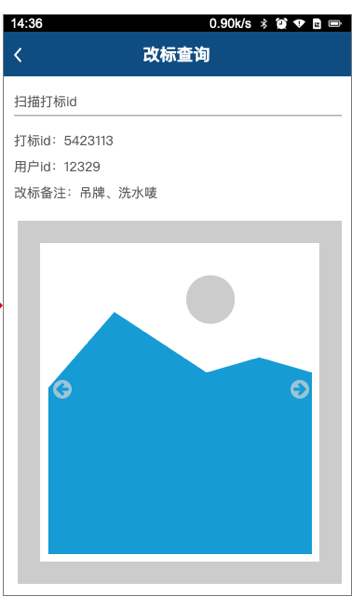 14:36 0.90k/s
改标查询
扫描打标id
打标id：5423113
用户id：12329
改标备注：吊牌、洗水唛